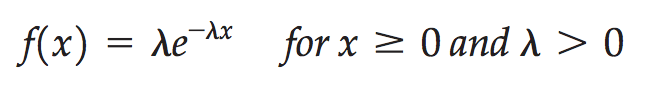 f(x) = λe⁻λx for x ≥ 0 and λ > 0